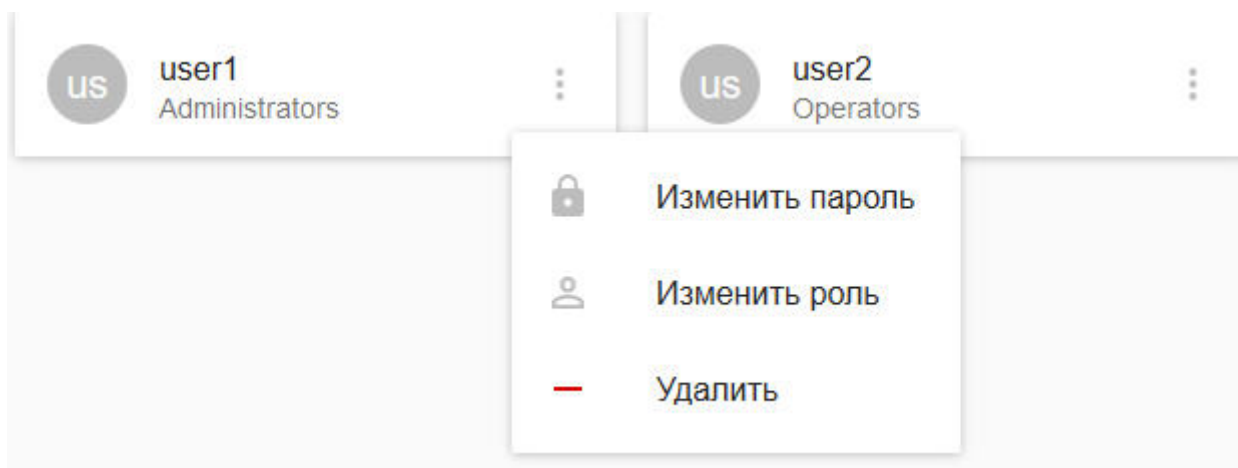 us
user1
Administrators
us
user2
Operators
Изменить пароль
Изменить роль
Удалить